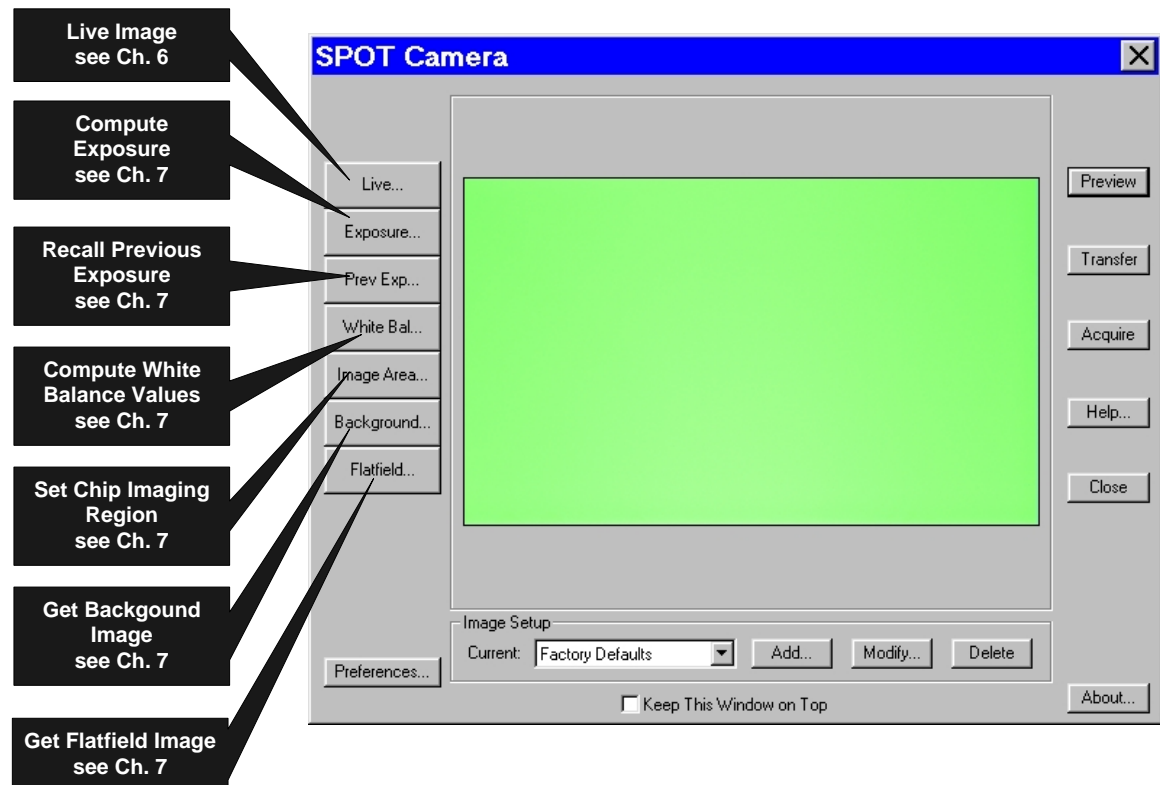 Live Image
see Ch. 6
Compute
Exposure
see Ch. 7
Recall Previous
Exposure
see Ch. 7
Compute White
Balance Values
see Ch. 7
Set Chip Imaging
Region
see Ch. 7
Get Backgound
Image
see Ch. 7
Get Flatfield Image
see Ch. 7
SPOT Camera
Live...
Exposure...
Prev Exp...
White Bal...
Image Area...
Background...
Flatfield...
Preferences...
Image Setup
Current: Factory Defaults Add... Modify... Delete
Keep This Window on Top
Preview
Transfer
Acquire
Help...
Close
About...